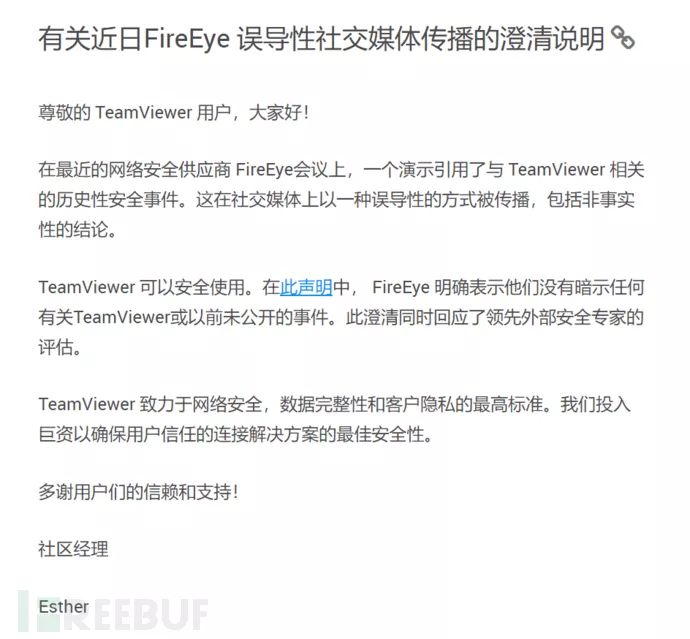 有关近日FireEye 误导性社交媒体传播的澄清说明
尊敬的 TeamViewer 用户，大家好！
在最近的网络安全供应商 FireEye会议上，一个演示引用了与 TeamViewer 相关
的历史性安全事件。这在社交媒体上以一种误导性的方式被传播，包括非事实
性的结论。
TeamViewer 可以安全使用。在此声明中， FireEye 明确表示他们没有暗示任何
有关TeamViewer或以前未公开的事件。此澄清同时回应了领先外部安全专家的
评估。
TeamViewer 致力于网络安全，数据完整性和客户隐私的最高标准。我们投入
巨资以确保用户信任的连接解决方案的最佳安全性。
多谢用户们的信赖和支持！
社区经理
Esther
FREEBUF